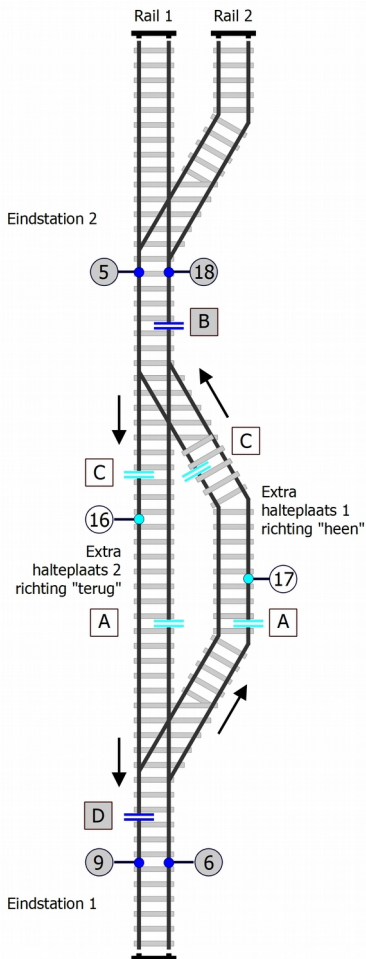 Rail 1
Rail 2
Eindstation 2
5
18
B
C
C
Extra
halteplaats 1
richting "heen"
16
Extra
halteplaats 2
richting "terug"
17
A
A
D
9
6
Eindstation 1